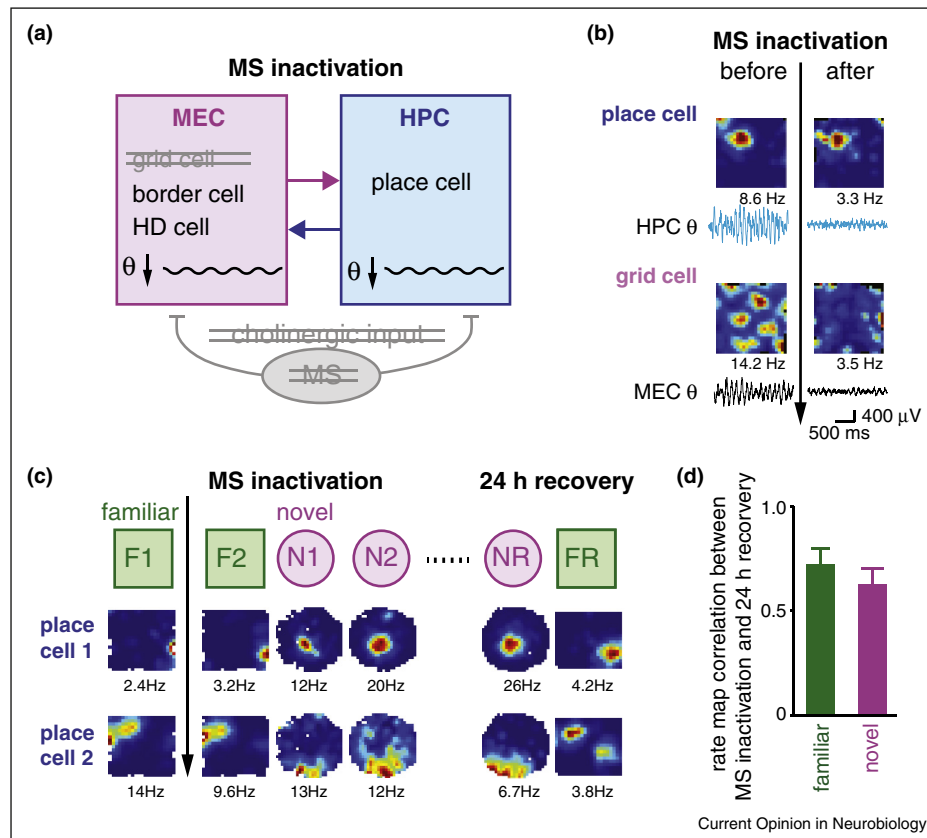 (a)
MS inactivation
MEC
HPC
grid cell
border cell
HD cell
place cell
θ
θ
cholinergic input
MS
(b)
MS inactivation
before after
place cell
8.6 Hz
3.3 Hz
HPC θ
grid cell
14.2 Hz
3.5 Hz
MEC θ
400 μV
500 ms
(c)
MS inactivation
24 h recovery
familiar
novel
F1
F2
N1
N2
NR
FR
place
cell 1
2.4Hz
3.2Hz
12Hz
20Hz
26Hz
4.2Hz
place
cell 2
14Hz
9.6Hz
13Hz
12Hz
6.7Hz
3.8Hz
(d)
rate map correlation between
MS inactivation and 24 h recorvery
1.0
0.5
0
familiar
novel
Current Opinion in Neurobiology